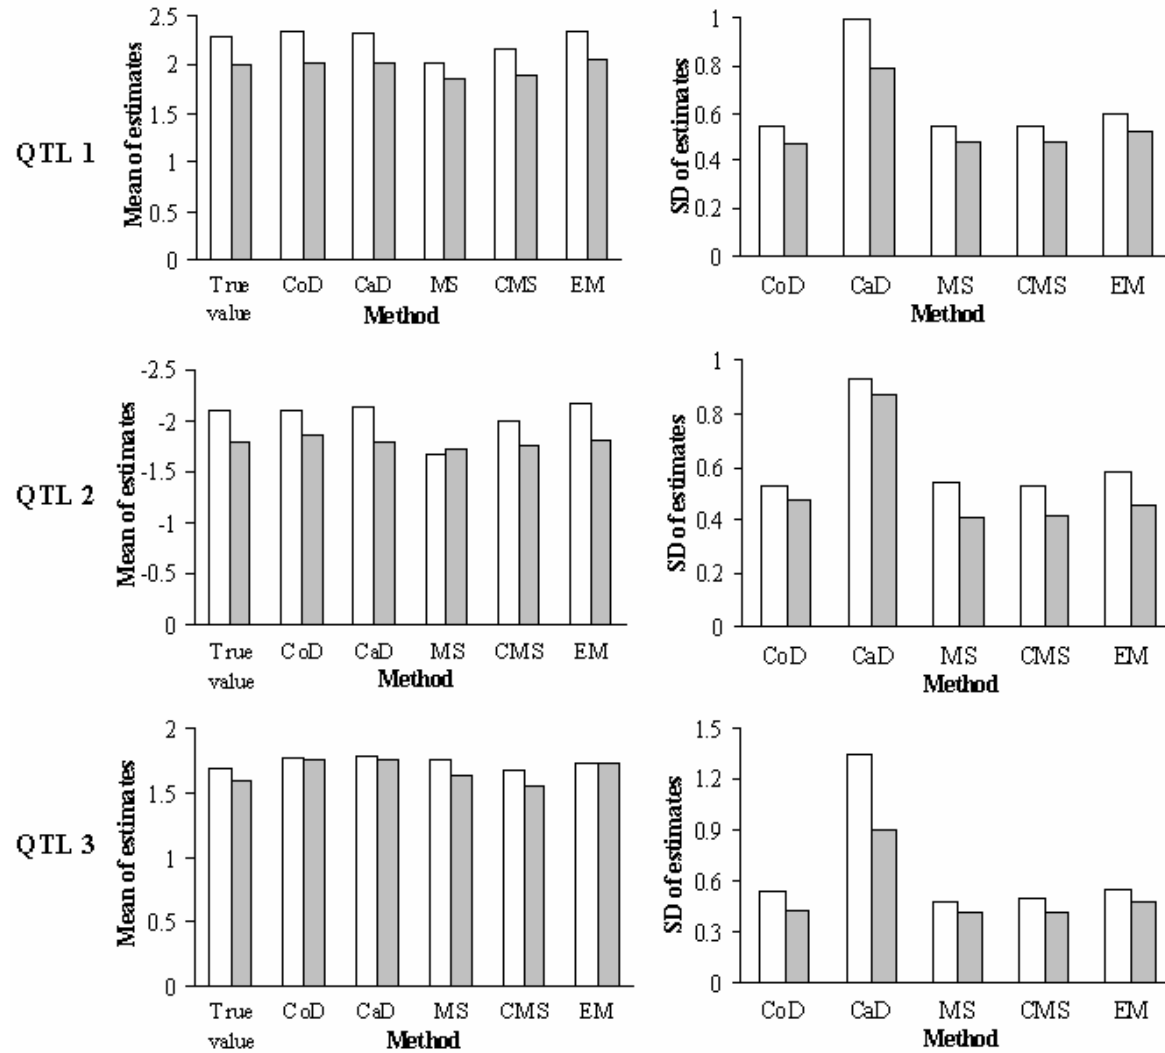 QTL 1
Mean of estimates
2.5
2
1.5
1
0.5
0
True value
CoD
CaD
MS
CMS
EM
Method
SD of estimates
1
0.8
0.6
0.4
0.2
0
CoD
CaD
MS
CMS
EM
Method
QTL 2
Mean of estimates
-2.5
-2
-1.5
-1
-0.5
0
True value
CoD
CaD
MS
CMS
EM
Method
SD of estimates
1
0.8
0.6
0.4
0.2
0
CoD
CaD
MS
CMS
EM
Method
QTL 3
Mean of estimates
2
1.5
1
0.5
0
True value
CoD
CaD
MS
CMS
EM
Method
SD of estimates
1.5
1.2
0.9
0.6
0.3
0
CoD
CaD
MS
CMS
EM
Method